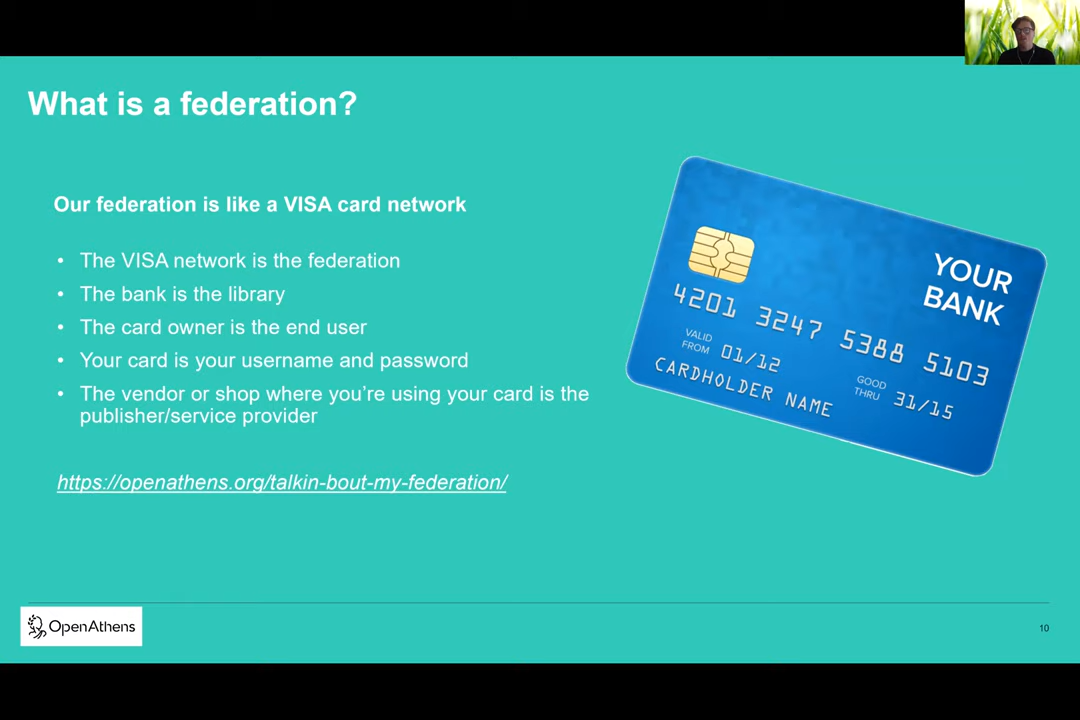 What is a federation?
Our federation is like a VISA card network
• The VISA network is the federation
• The bank is the library
• The card owner is the end user
• Your card is your username and password
• The vendor or shop where you’re using your card is the
publisher/service provider
https://openathens.org/talkin-bout-my-federation/
YOUR
BANK
4201 3247 5388 5103
VALID
FROM 01/12
GOOD
THRU 31/15
CARDHOLDER NAME
OpenAthens
10